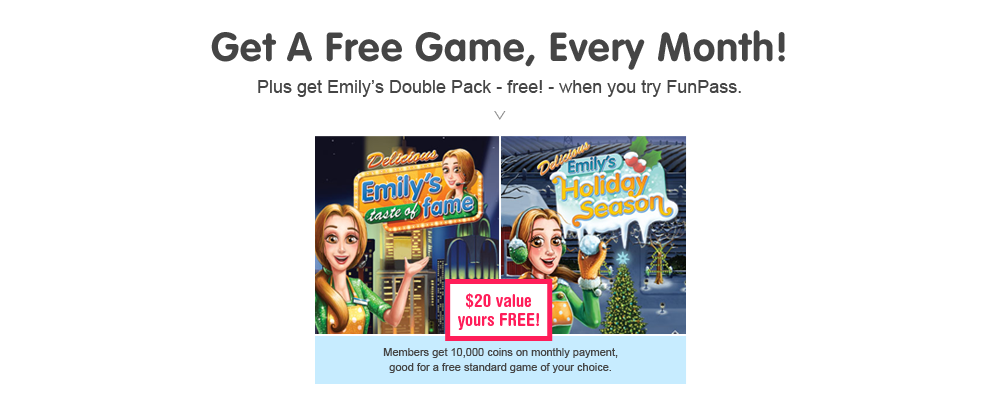 Get A Free Game, Every Month!
Plus get Emily’s Double Pack - free! - when you try FunPass.
Delicious
Emily's
taste of fame
Delicious
Emily's
Holiday
Season
$20 value
yours FREE!
Members get 10,000 coins on monthly payment,
good for a free standard game of your choice.